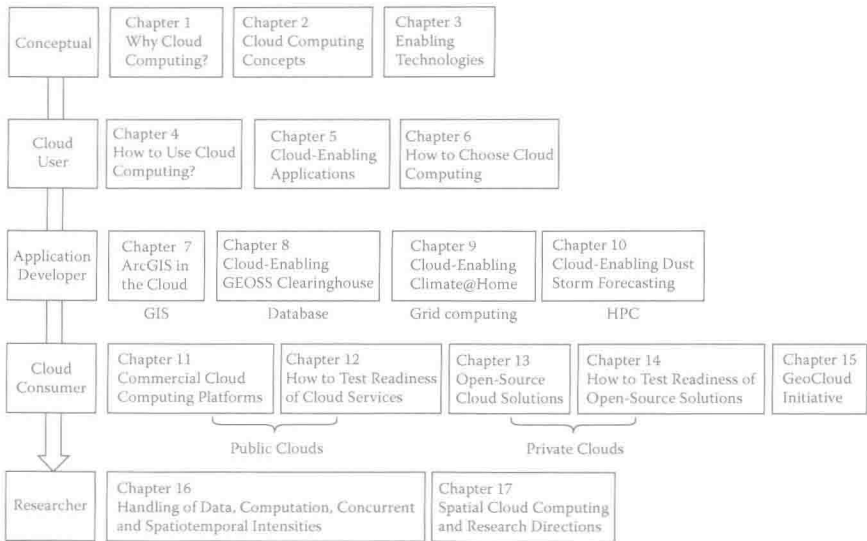 Conceptual
Chapter 1
Why Cloud
Computing?
Chapter 2
Cloud Computing
Concepts
Chapter 3
Enabling
Technologies
Cloud
User
Chapter 4
How to Use Cloud
Computing?
Chapter 5
Cloud-Enabling
Applications
Chapter 6
How to Choose Cloud
Computing
Application
Developer
Chapter 7
ArcGIS in
the Cloud
GIS
Chapter 8
Cloud-Enabling
GEOSS Clearinghouse
Database
Chapter 9
Cloud-Enabling
Climate@Home
Grid computing
Chapter 10
Cloud-Enabling Dust
Storm Forecasting
HPC
Cloud
Consumer
Chapter 11
Commercial Cloud
Computing Platforms
Chapter 12
How to Test Readiness
of Cloud Services
Public Clouds
Chapter 13
Open-Source
Cloud Solutions
Chapter 14
How to Test Readiness of
Open-Source Solutions
Private Clouds
Chapter 15
GeoCloud
Initiative
Researcher
Chapter 16
Handling of Data, Computation, Concurrent
and Spatiotemporal Intensities
Chapter 17
Spatial Cloud Computing
and Research Directions